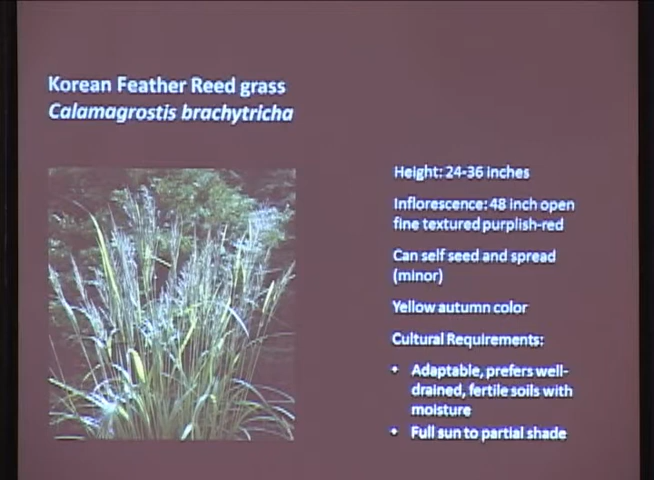 Korean Feather Reed grass
Calamagrostis brachytricha
Height: 24-36 inches
Inflorescence: 48 inch open
fine textured purplish-red
Can self seed and spread
(minor)
Yellow autumn color
Cultural Requirements:
• Adaptable, prefers well-
drained, fertile soils with
moisture
• Full sun to partial shade